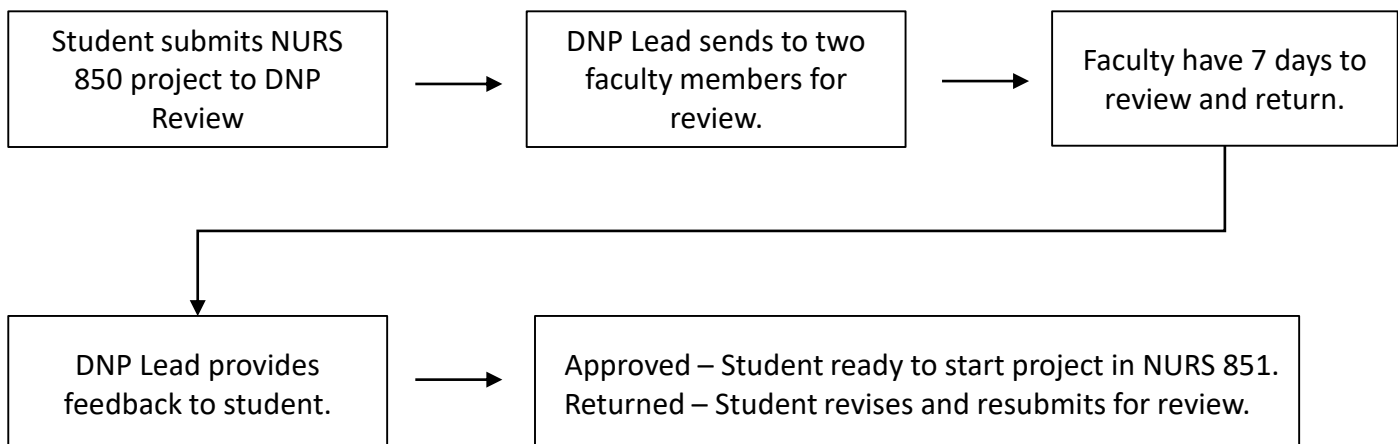 Student submits NURS
850 project to DNP
Review
DNP Lead sends to two
faculty members for
review.
Faculty have 7 days to
review and return.
DNP Lead provides
feedback to student.
Approved – Student ready to start project in NURS 851.
Returned – Student revises and resubmits for review.